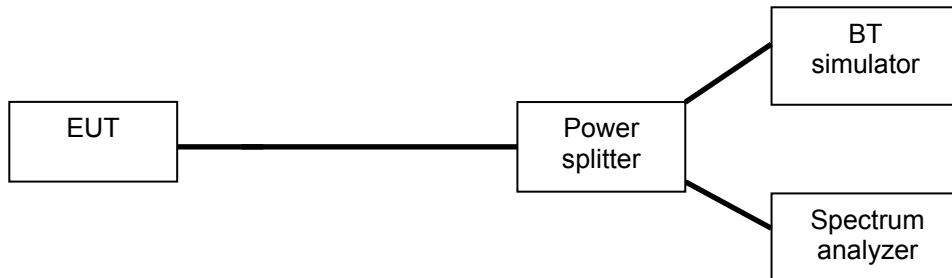 EUT
Power
splitter
BT
simulator
Spectrum
analyzer